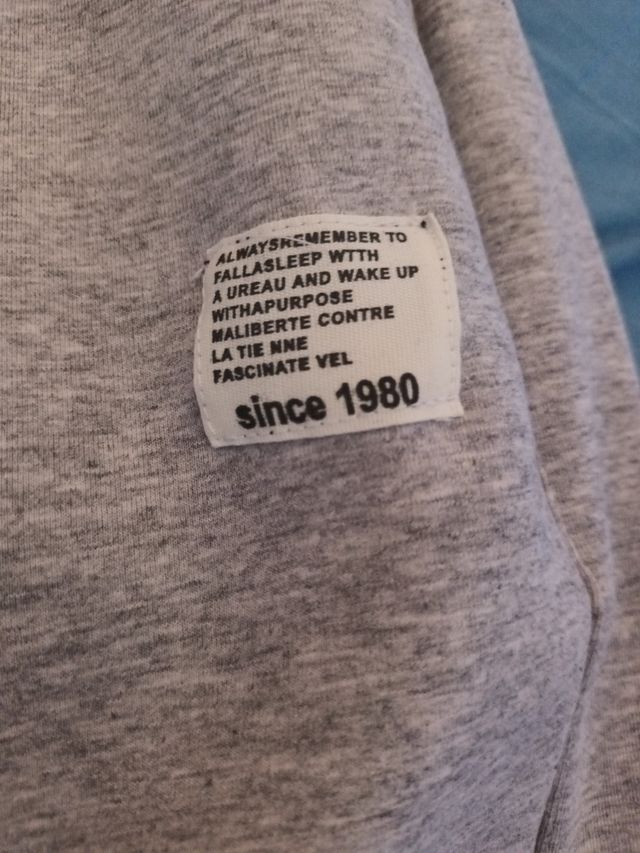 ALWAYSREMEMBER TO
FALLASLEEP WTTH
A UREAU AND WAKE UP
WITHAPURPOSE
MALIBERTE CONTRE
LA TIE NNE
FASCINATE VEL
since 1980